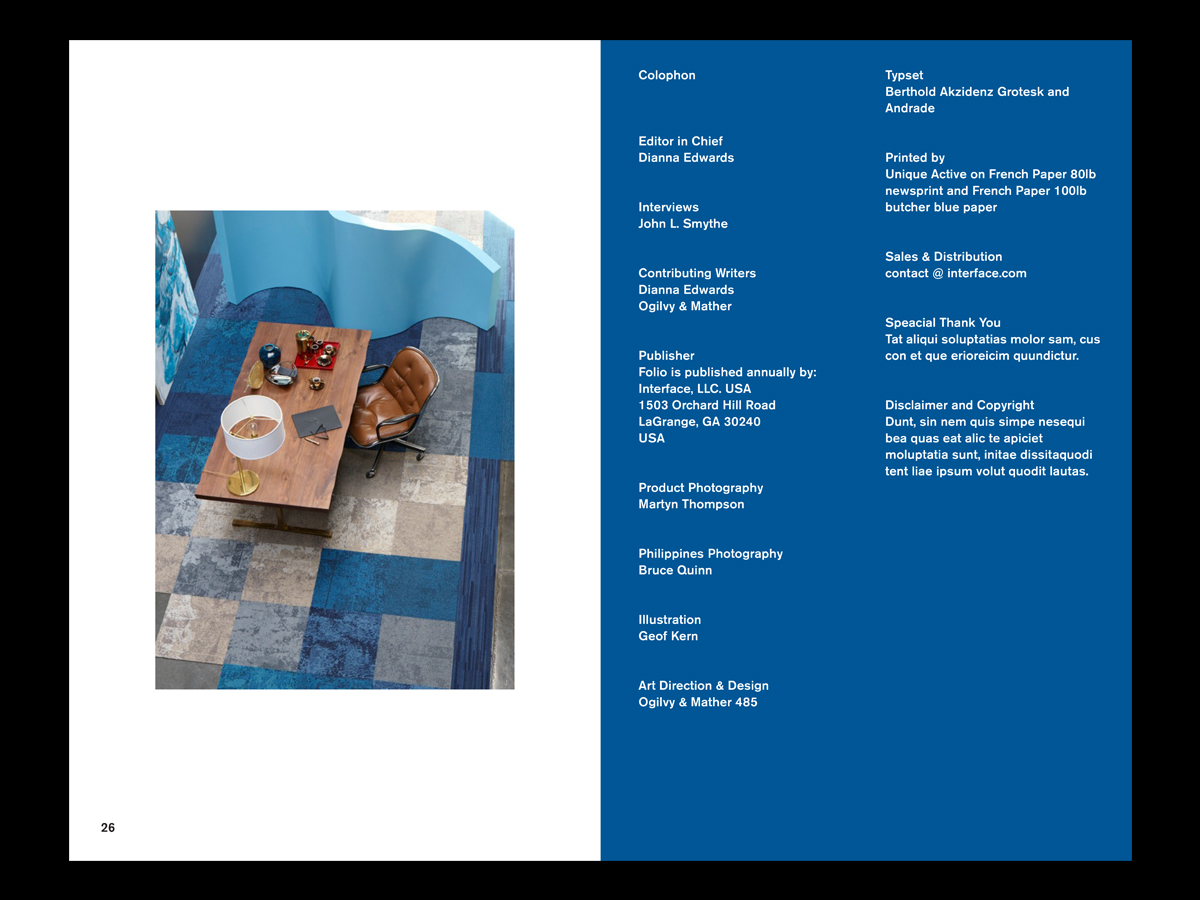 26
Colophon
Editor in Chief
Dianna Edwards
Interviews
John L. Smythe
Contributing Writers
Dianna Edwards
Ogilvy & Mather
Publisher
Folio is published annually by:
Interface, LLC. USA
1503 Orchard Hill Road
LaGrange, GA 30240
USA
Product Photography
Martyn Thompson
Philippines Photography
Bruce Quinn
Illustration
Geof Kern
Art Direction & Design
Ogilvy & Mather 485
Typset
Berthold Akzidenz Grotesk and
Andrade
Printed by
Unique Active on French Paper 80lb
newsprint and French Paper 100lb
butcher blue paper
Sales & Distribution
contact @ interface.com
Speacial Thank You
Tat aliqui soluptatias molor sam, cus
con et que erioreicim quundictur.
Disclaimer and Copyright
Dunt, sin nem quis simpe nesequi
bea quas eat alic te apiciet
moluptatia sunt, initae dissitaquodi
tent liae ipsum volut quodit lautas.